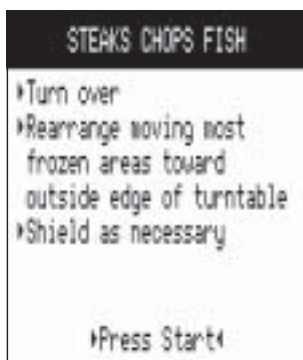 STEAKS CHOPS FISH
▸Turn over
▸Rearrange moving most
frozen areas toward
outside edge of turntable
▸Shield as necessary
▸Press Start◂